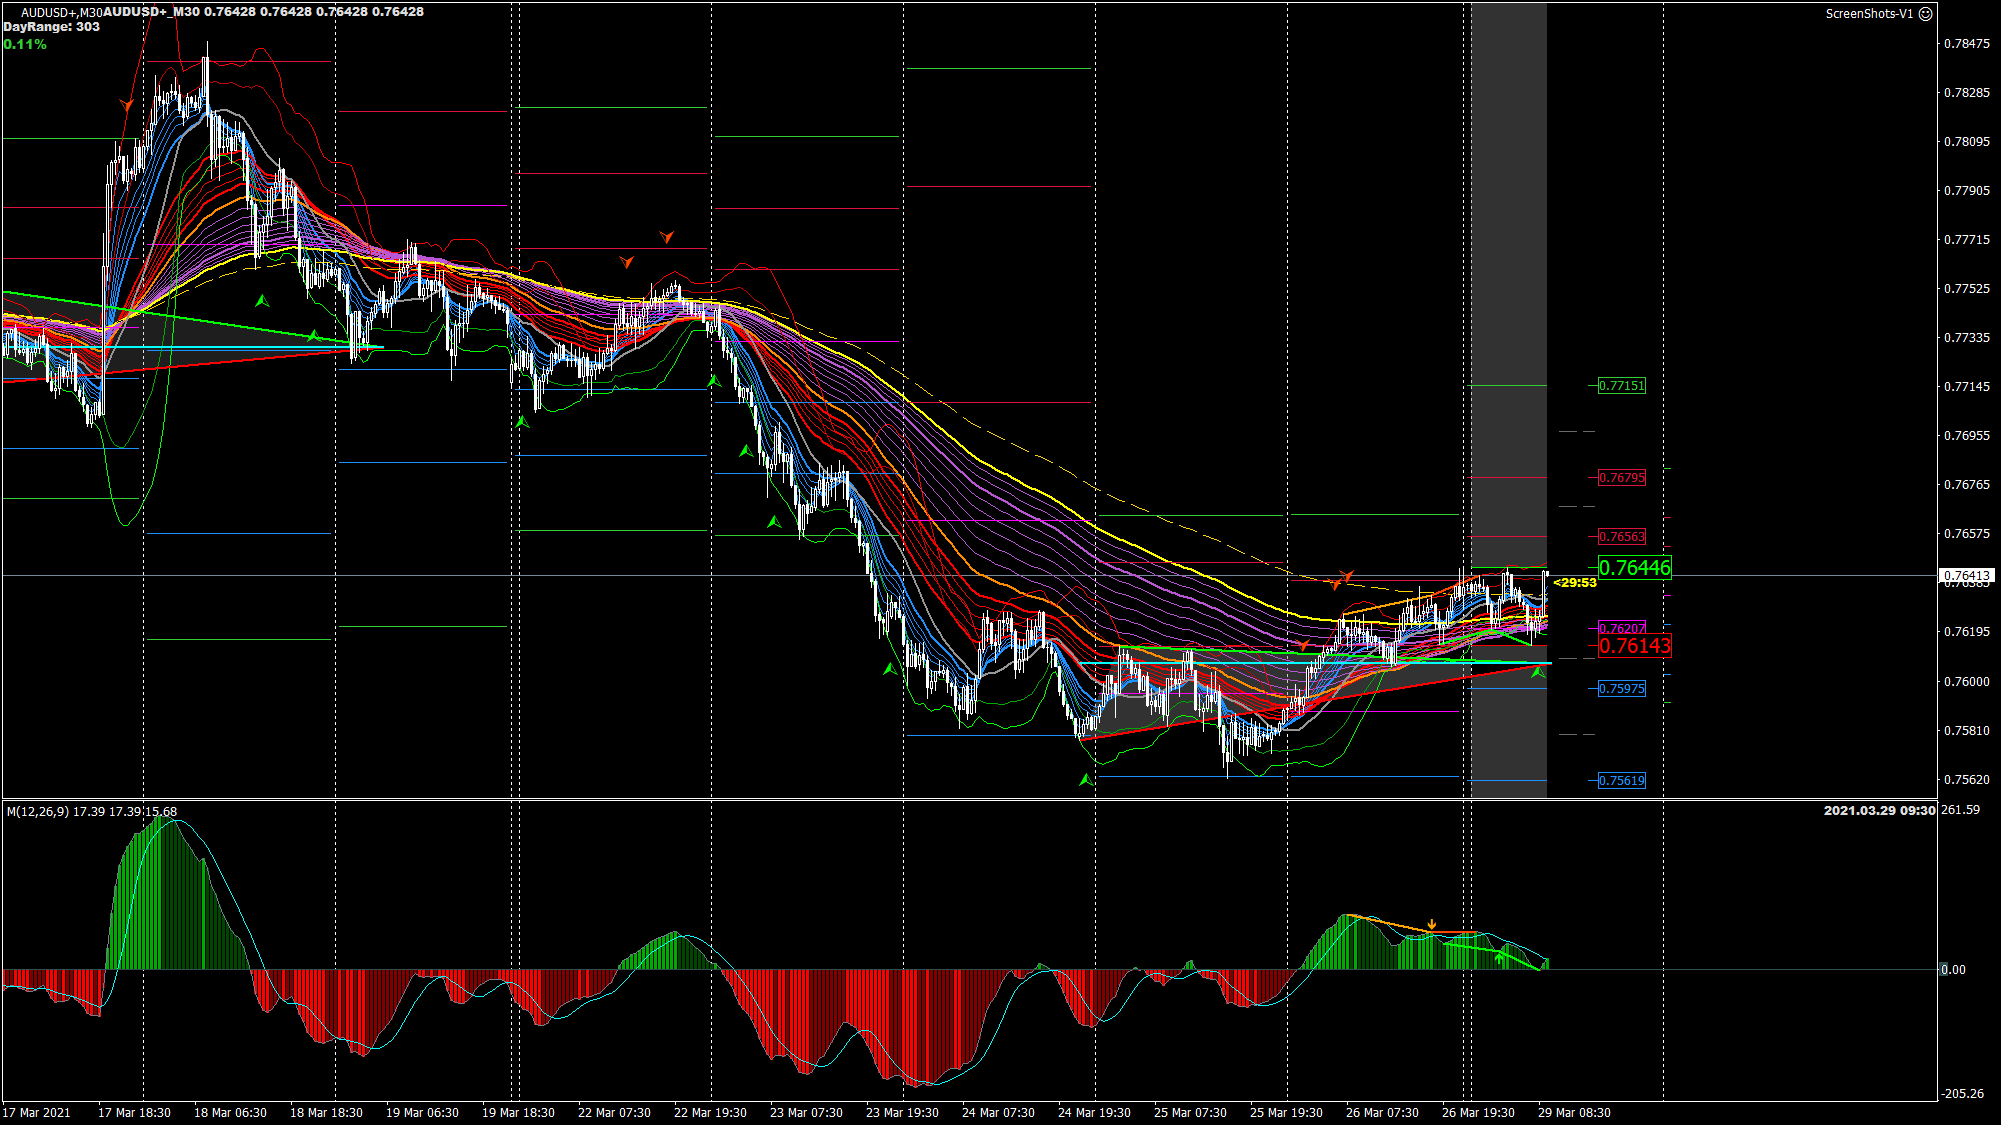 AUDUSD+,M30AUDUSD+_M30 0.76428 0.76428 0.76428 0.76428
ScreenShots-V1 ☺
DayRange: 303
0.11%
0.78475
0.78285
0.78095
0.77905
0.77715
0.77525
0.77335
0.77151
0.77145
0.76955
0.76795
0.76765
0.76563
0.76575
0.76446
0.76413
<29:53
0.76207
0.76195
0.76143
0.75975
0.76000
0.75810
0.75619
0.75620
M(12,26,9) 17.39 17.39 15.68
2021.03.29 09:30
261.59
0.00
-205.26
17 Mar 2021
17 Mar 18:30
18 Mar 06:30
18 Mar 18:30
19 Mar 06:30
19 Mar 18:30
22 Mar 07:30
22 Mar 19:30
23 Mar 07:30
23 Mar 19:30
24 Mar 07:30
24 Mar 19:30
25 Mar 07:30
25 Mar 19:30
26 Mar 07:30
26 Mar 19:30
29 Mar 08:30